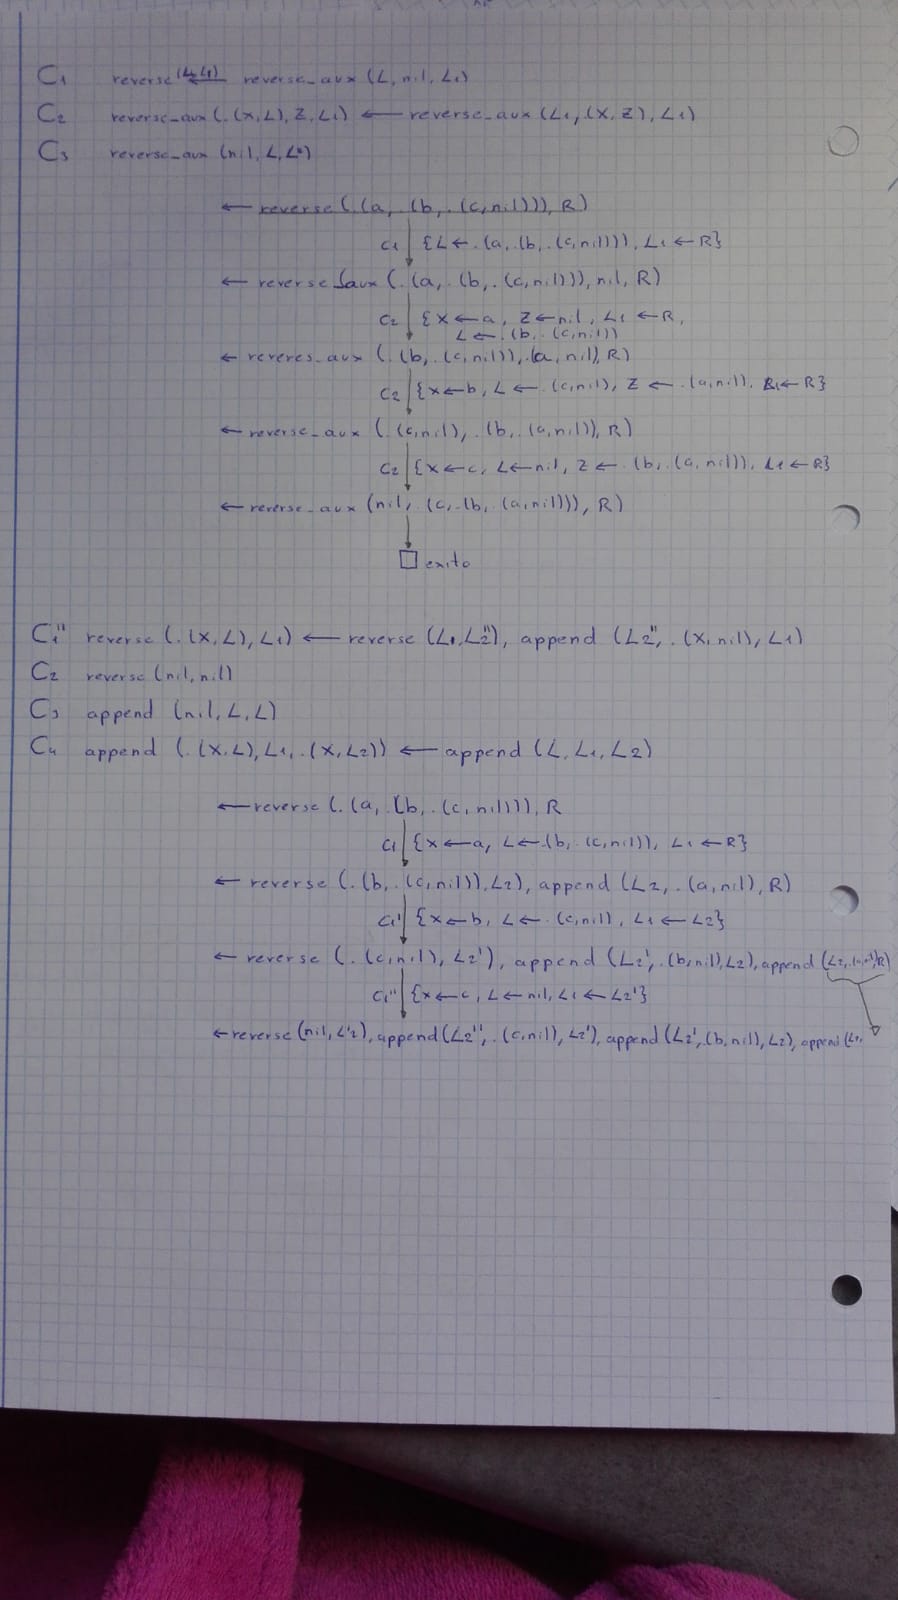 C1 reverse (L, L1) ← reverse_aux (L, nil, L1)
C2 reverse_aux (.(x,L), Z, L1) ← reverse_aux (L1, .(x, Z), L1)
C3 reverse_aux (nil, L, L)
← reverse (.(a, .(b, .(c,nil))), R)
C1 {L ← .(a, .(b, .(c,nil))), L1 ← R}
← reverse_aux (.(a, .(b, .(c,nil))), nil, R)
C2 {x ← a, Z ← nil, L1 ← R,
L ← .(b, .(c,nil))
← reveres_aux (.(b, .(c,nil)), .(a, nil), R)
C2 {x ← b, L ← .(c,nil), Z ← .(a,nil), L1 ← R}
← reverse_aux (.(c,nil), .(b, .(a,nil)), R)
C2 {x ← c, L ← nil, Z ← .(b, .(a, nil)), L1 ← R}
← reverse_aux (nil, .(c, .(b, .(a,nil))), R)
□ exito
C1" reverse (.(x,L), L1) ← reverse (L1, L2"), append (L2", .(x,nil), L1)
C2 reverse (nil, nil)
C3 append (nil, L, L)
C4 append (.(x,L), L1, .(x,L2)) ← append (L, L1, L2)
← reverse (.(a, .(b, .(c,nil))), R
C1 {x ← a, L ← .(b, .(c,nil)), L1 ← R}
← reverse (.(b, .(c,nil)), L2), append (L2, .(a,nil), R)
C1' {x ← b, L ← .(c,nil), L1 ← L2}
← reverse (.(c,nil), L2'), append (L2', .(b,nil), L2), append (L2, .(a,nil), R)
C1" {x ← c, L ← nil, L1 ← L2'}
← reverse (nil, L2''), append (L2'', .(c,nil), L2'), append (L2', .(b,nil), L2), append (L2,